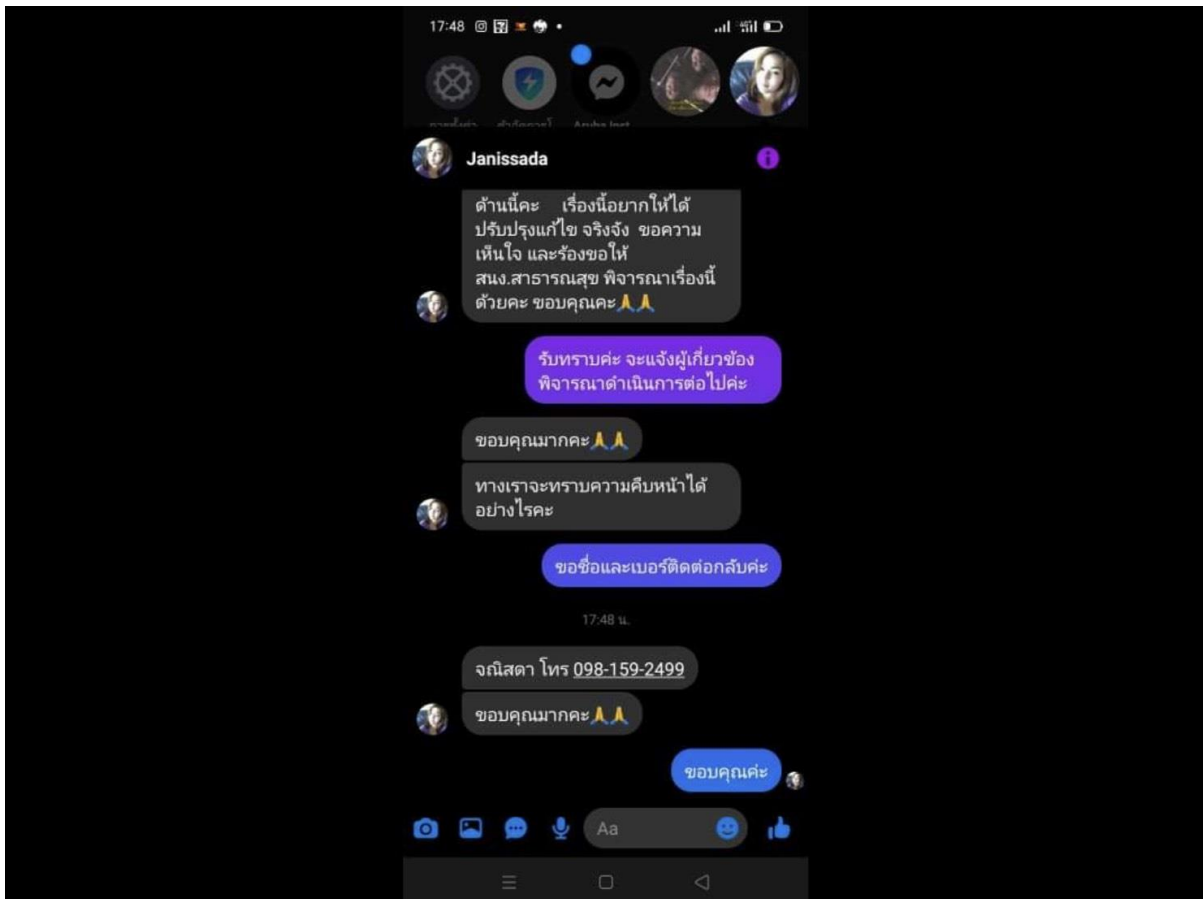 17:48
Janissada
ด้านนี้คะ เรื่องนี้อยากให้ได้
ปรับปรุงแก้ไข จริงจัง ขอความ
เห็นใจ และร้องขอให้
สนง.สาธารณสุข พิจารณาเรื่องนี้
ด้วยคะ ขอบคุณคะ🙏🙏
รับทราบค่ะ จะแจ้งผู้เกี่ยวข้อง
พิจารณาดำเนินการต่อไปค่ะ
ขอบคุณมากคะ🙏🙏
ทางเราจะทราบความคืบหน้าได้
อย่างไรคะ
ขอชื่อและเบอร์ติดต่อกลับค่ะ
17:48 น.
จณิสดา โทร 098-159-2499
ขอบคุณมากคะ🙏🙏
ขอบคุณค่ะ
Aa